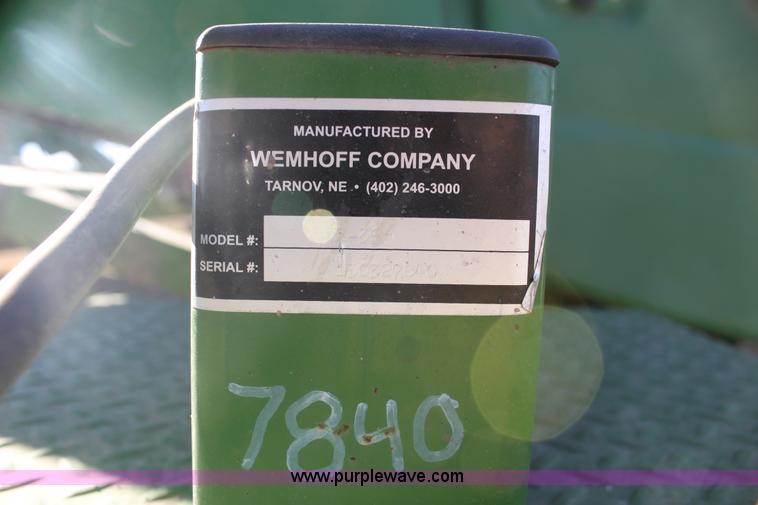 MANUFACTURED BY
WEMHOFF COMPANY
TARNOV, NE • (402) 246-3000
MODEL #:
SERIAL #:
7840
www.purplewave.com